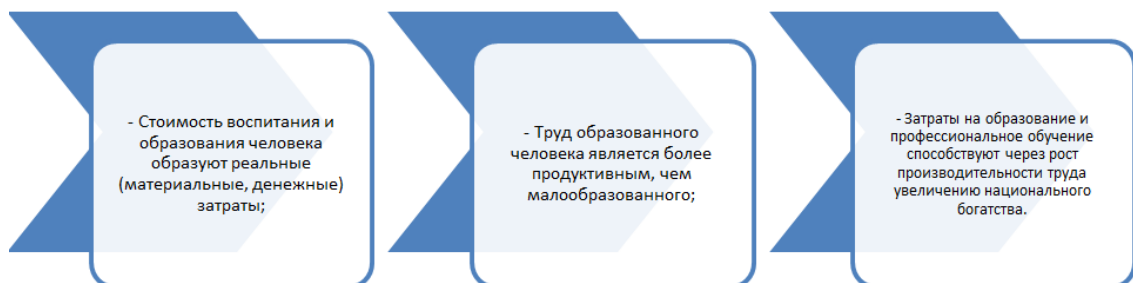 - Стоимость воспитания и
образования человека
образуют реальные
(материальные, денежные)
затраты;
- Труд образованного
человека является более
продуктивным, чем
малообразованного;
- Затраты на образование и
профессиональное обучение
способствуют через рост
производительности труда
увеличению национального
богатства.